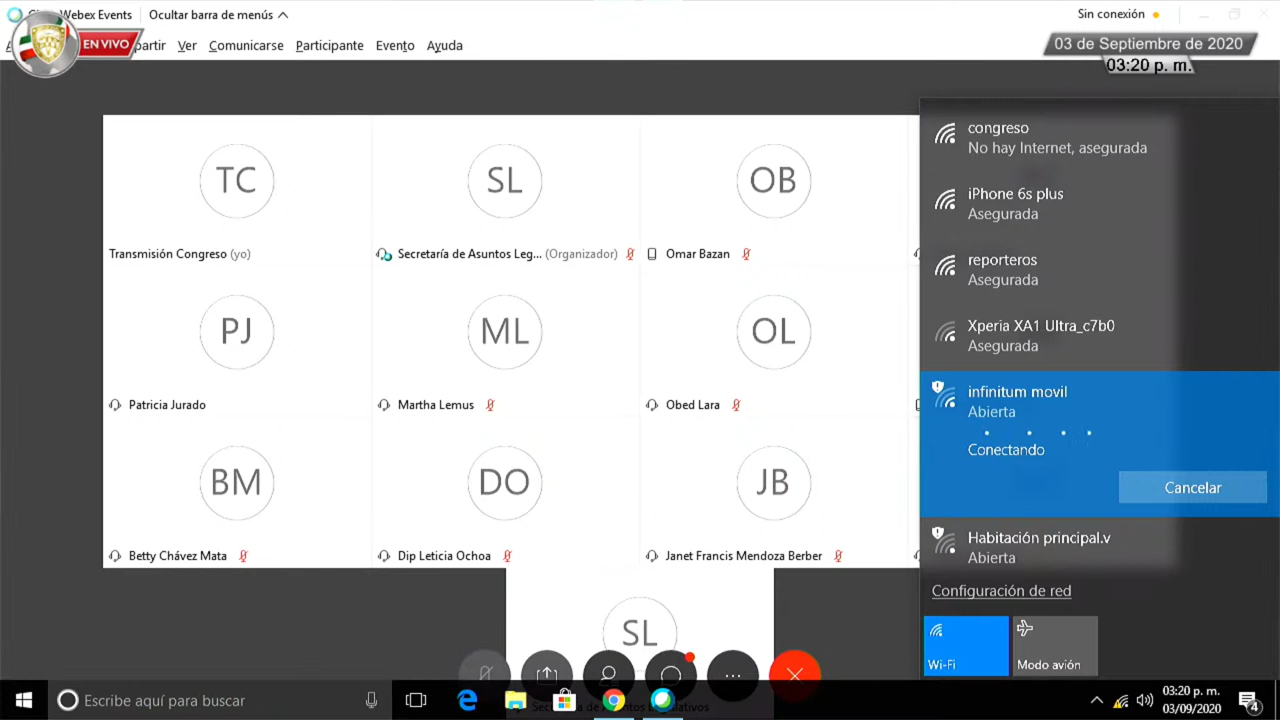 Webex Events
Ocultar barra de menús
Sin conexión
EN VIVO
Ver
Comunicarse
Participante
Evento
Ayuda
03 de Septiembre de 2020
03:20 p. m.
TC
Transmisión Congreso (yo)
SL
Secretaría de Asuntos Leg... (Organizador)
OB
Omar Bazan
PJ
Patricia Jurado
ML
Martha Lemus
OL
Obed Lara
BM
Betty Chávez Mata
DO
Dip Leticia Ochoa
JB
Janet Francis Mendoza Berber
SL
congreso
No hay Internet, asegurada
iPhone 6s plus
Asegurada
reporteros
Asegurada
Xperia XA1 Ultra_c7b0
Asegurada
infinitum movil
Abierta
Conectando
Cancelar
Habitación principal.v
Abierta
Configuración de red
Wi-Fi
Modo avión
Escribe aquí para buscar
03:20 p. m.
03/09/2020
4